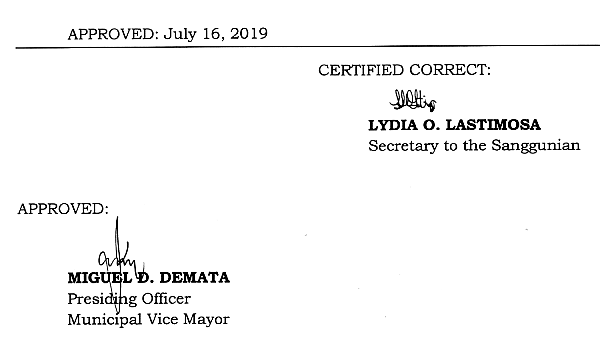 APPROVED: July 16, 2019
CERTIFIED CORRECT:
LYDIA O. LASTIMOSA
Secretary to the Sanggunian
APPROVED:
MIGUEL D. DEMATA
Presiding Officer
Municipal Vice Mayor